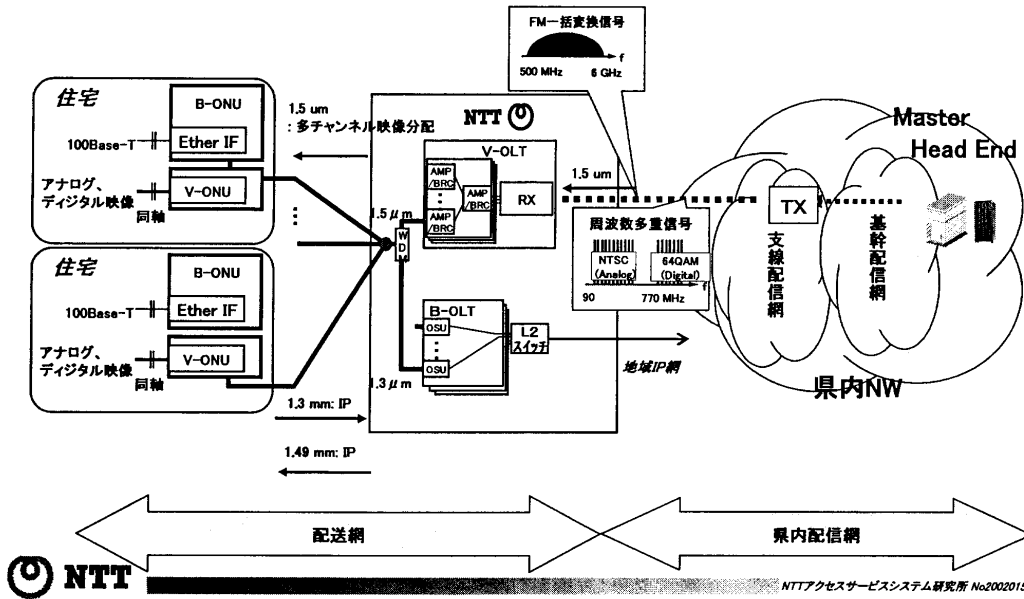 FM一括変換信号
f
500 MHz
6 GHz
住宅
B-ONU
100Base-T
Ether IF
アナログ、
ディジタル映像
同軸
V-ONU
1.5 um
:多チャンネル映像分配
NTT
V-OLT
AMP
/BRC
AMP
/BRC
AMP
/BRC
RX
1.5 um
1.5μm
WDM
周波数多重信号
NTSC
(Analog)
64QAM
(Digital)
f
90
770 MHz
Master
Head End
TX
支線配信網
基幹配信網
県内NW
住宅
B-ONU
100Base-T
Ether IF
アナログ、
ディジタル映像
同軸
V-ONU
B-OLT
OSU
OSU
L2
スイッチ
1.3μm
地域IP網
1.3 mm: IP
1.49 mm: IP
配送網
県内配信網
NTT
NTTアクセスサービスシステム研究所 No2002015